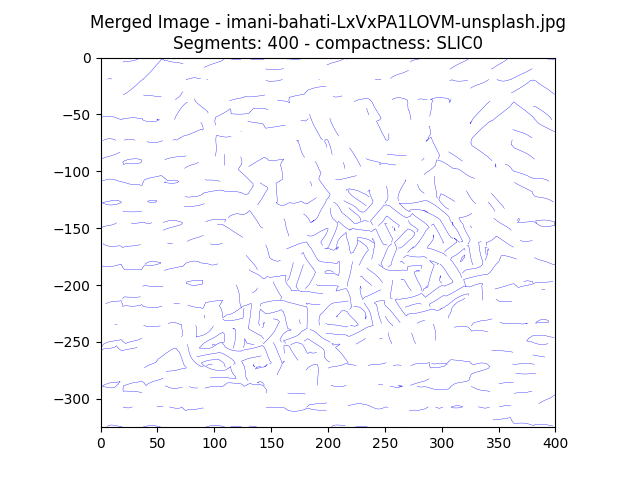 Merged Image - imani-bahati-LxVxPA1LOVM-unsplash.jpg
Segments: 400 - compactness: SLIC0
0
−50
−100
−150
−200
−250
−300
0 50 100 150 200 250 300 350 400